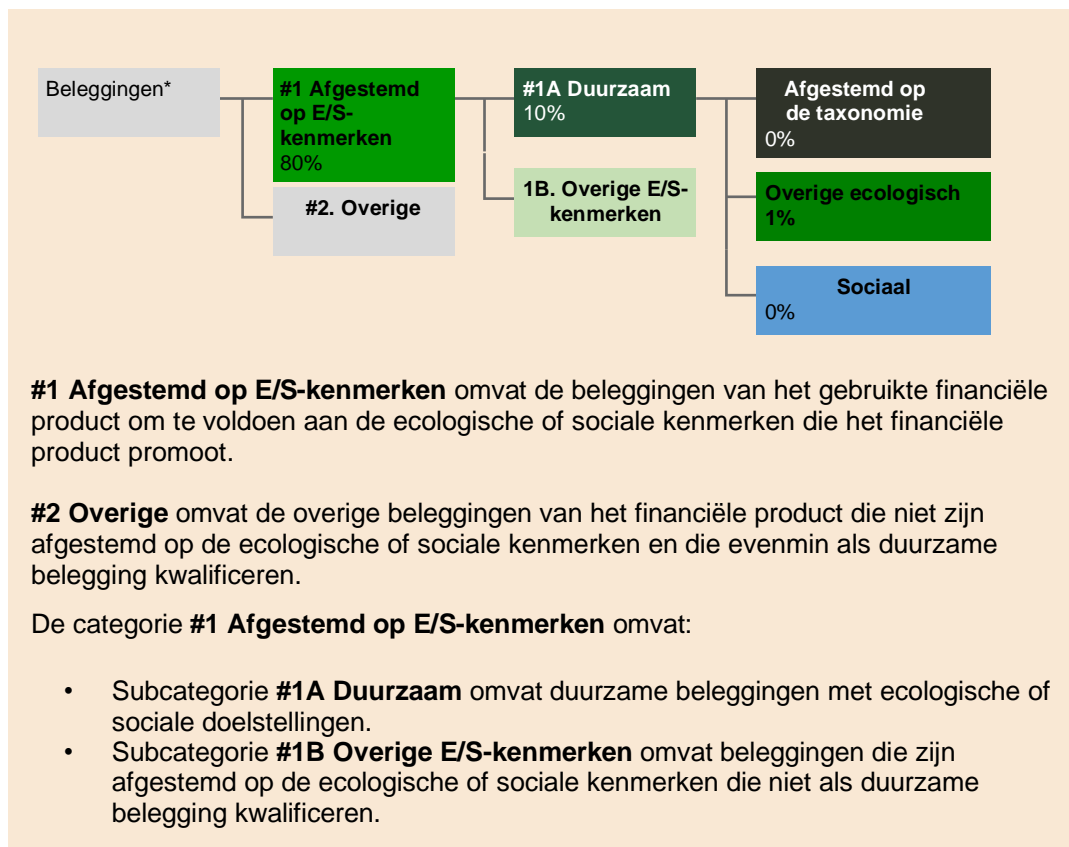 Beleggingen*
#1 Afgestemd
op E/S-
kenmerken
80%
#2. Overige
#1A Duurzaam
10%
1B. Overige E/S-
kenmerken
Afgestemd op
de taxonomie
0%
Overige ecologisch
1%
Sociaal
0%
#1 Afgestemd op E/S-kenmerken omvat de beleggingen van het gebruikte financiële
product om te voldoen aan de ecologische of sociale kenmerken die het financiële
product promoot.
#2 Overige omvat de overige beleggingen van het financiële product die niet zijn
afgestemd op de ecologische of sociale kenmerken en die evenmin als duurzame
belegging kwalificeren.
De categorie #1 Afgestemd op E/S-kenmerken omvat:
• Subcategorie #1A Duurzaam omvat duurzame beleggingen met ecologische of
sociale doelstellingen.
• Subcategorie #1B Overige E/S-kenmerken omvat beleggingen die zijn
afgestemd op de ecologische of sociale kenmerken die niet als duurzame
belegging kwalificeren.